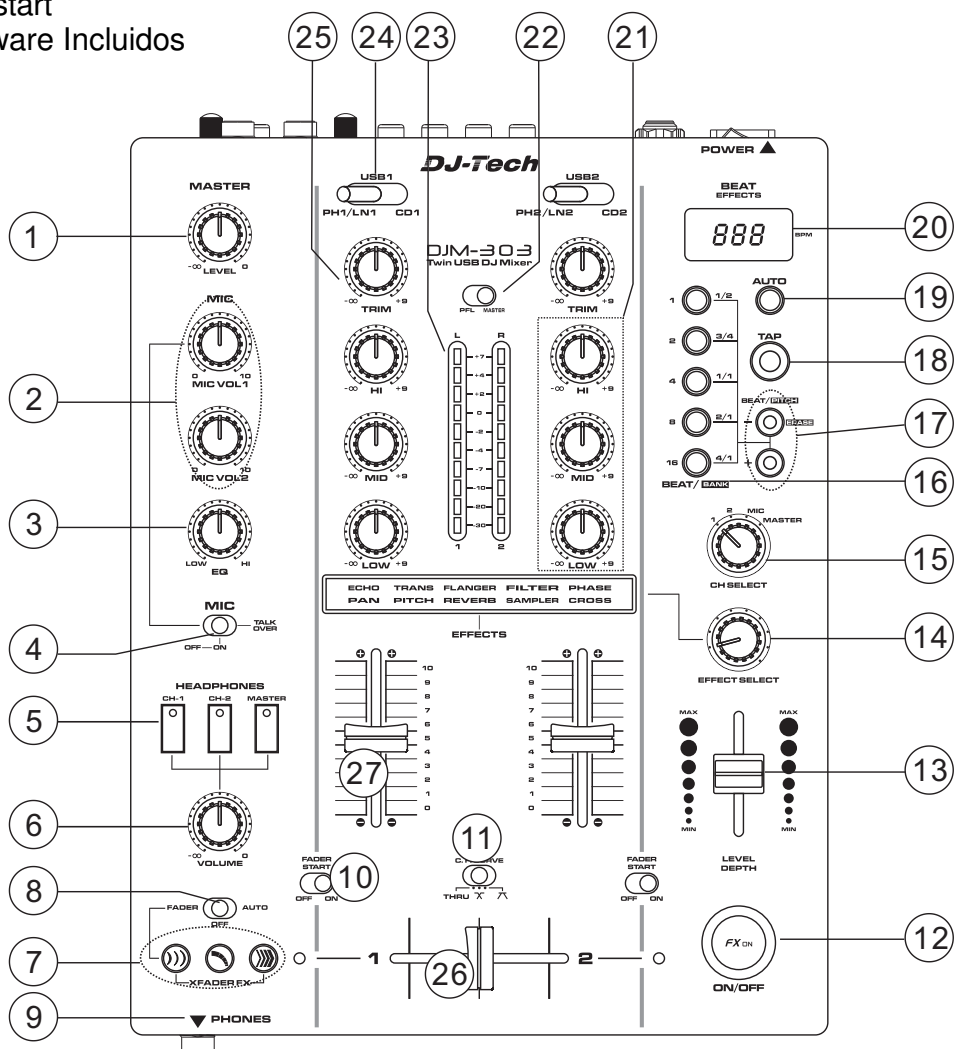 start
ware Incluidos
25 24 23 22 21
POWER
DJ-Tech
MASTER
USB1
PH1/LN1 CD1
USB2
PH2/LN2 CD2
BEAT
EFFECTS
888 BPM
20
1
-∞ LEVEL 0
DJM-303
Twin USB DJ Mixer
-∞ +9
TRIM
PFL MASTER
-∞ +9
TRIM
AUTO
19
1 1/2
2 3/4
4 1/1
8 2/1
16 4/1
BEAT/BANK
TAP
18
BEAT/PITCH
- ERASE
+
17
16
MIC
0 10
MIC VOL1
2
0 10
MIC VOL2
L R
+7
+4
+2
0
-2
-4
-7
-10
-20
-30
1 2
-∞ +9
HI
-∞ +9
HI
-∞ +9
MID
-∞ +9
MID
-∞ +9
LOW
-∞ +9
LOW
3
LOW HI
EQ
1 2 MIC MASTER
CH SELECT
15
ECHO TRANS FLANGER FILTER PHASE
PAN PITCH REVERB SAMPLER CROSS
EFFECTS
MIC
TALK
OVER
OFF ON
4
EFFECT SELECT
14
HEADPHONES
CH-1 CH-2 MASTER
5
10
9
8
7
6
5
4
3
2
1
0
10
9
8
7
6
5
4
3
2
1
0
27
MAX MAX
MIN MIN
13
LEVEL
DEPTH
6
-∞ 0
VOLUME
11
THRU
FADER
START
OFF ON
10
FADER
START
OFF ON
8
FADER AUTO
OFF
7
XFADER FX
1 2
26
FX ON
ON/OFF
12
9
PHONES